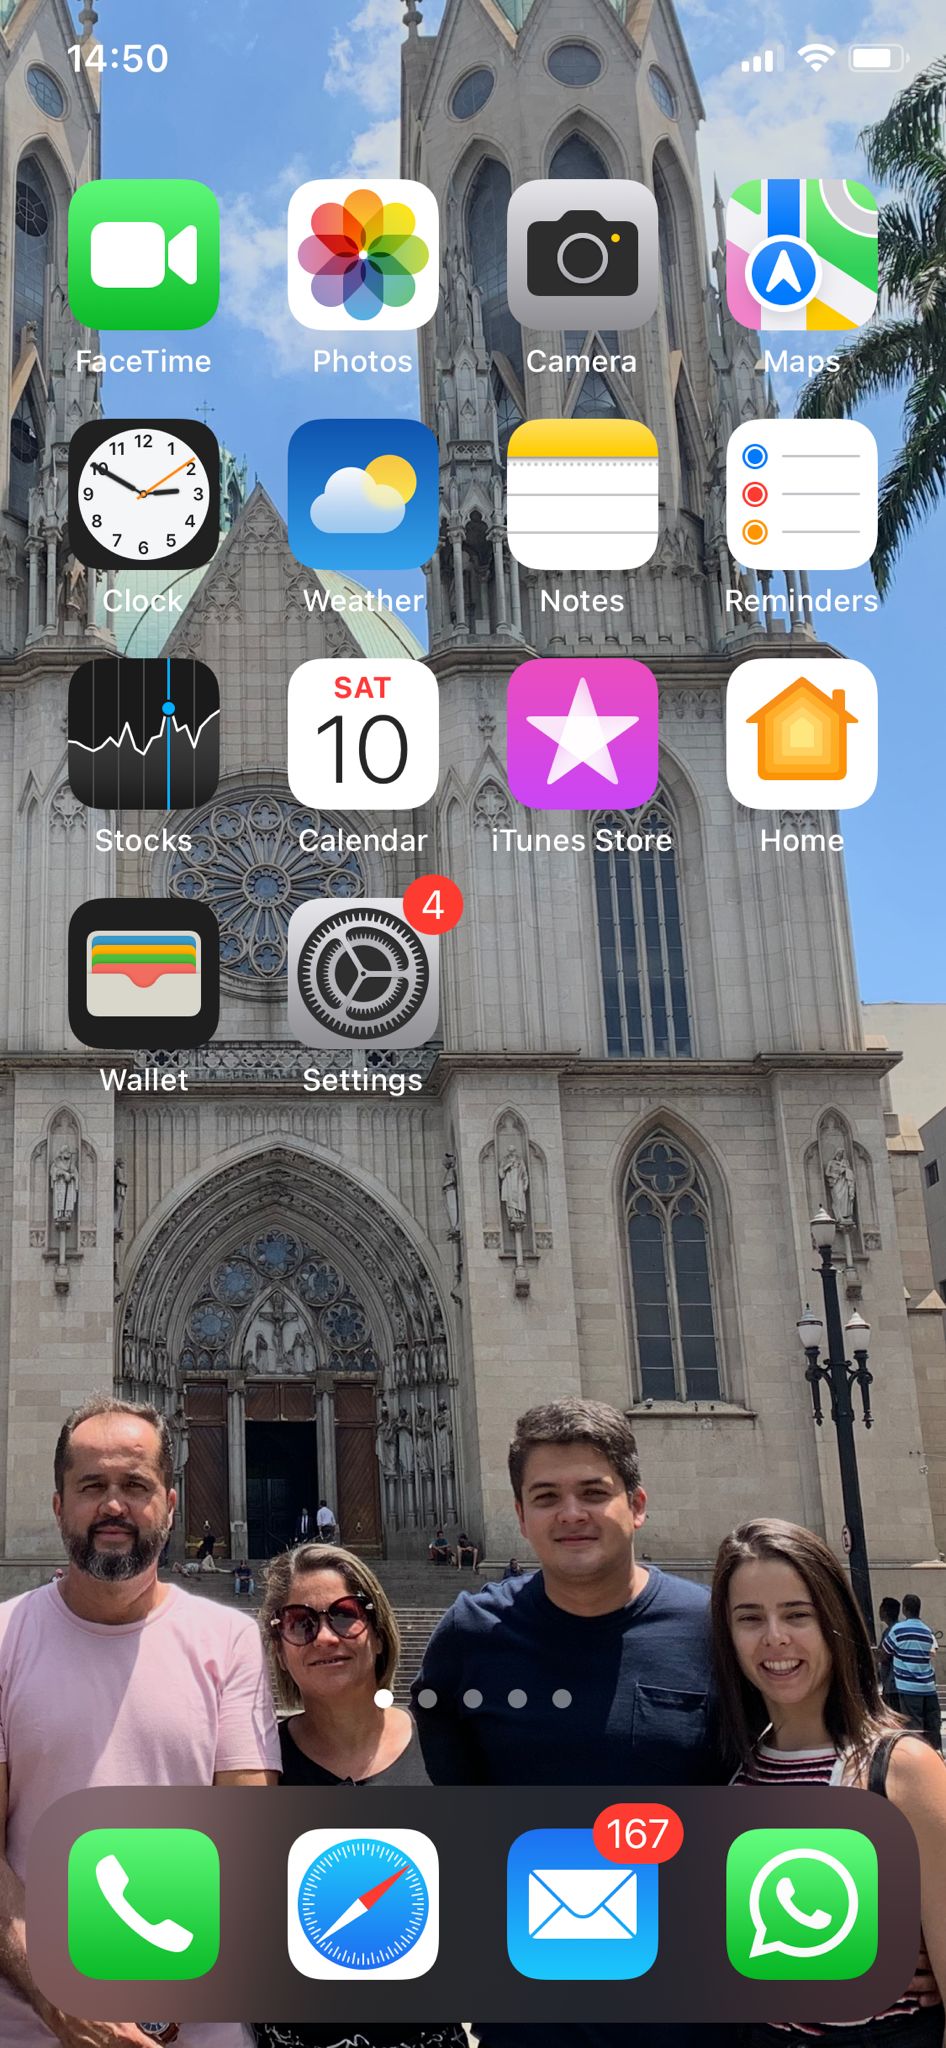 14:50
FaceTime Photos Camera Maps
12
11 1
10 2
9 3
8 4
7 5
6
Clock Weather Notes Reminders
SAT
10
Stocks Calendar iTunes Store Home
4
Wallet Settings
167